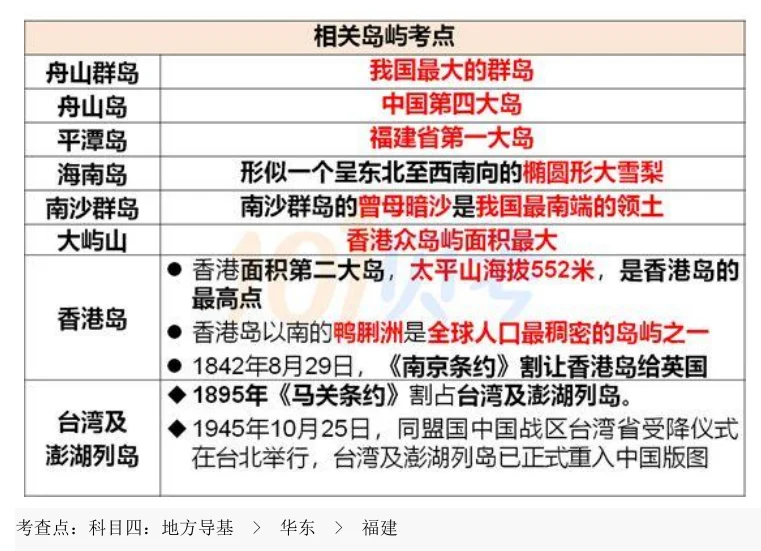 相关岛屿考点
舟山群岛 我国最大的群岛
舟山岛 中国第四大岛
平潭岛 福建省第一大岛
海南岛 形似一个呈东北至西南向的椭圆形大雪梨
南沙群岛 南沙群岛的曾母暗沙是我国最南端的领土
大屿山 香港众岛屿面积最大
香港岛
● 香港面积第二大岛，太平山海拔552米，是香港岛的
最高点
● 香港岛以南的鸭脷洲是全球人口最稠密的岛屿之一
● 1842年8月29日，《南京条约》割让香港岛给英国
台湾及
澎湖列岛
◆ 1895年《马关条约》割占台湾及澎湖列岛。
◆ 1945年10月25日，同盟国中国战区台湾省受降仪式
在台北举行，台湾及澎湖列岛已正式重入中国版图
考查点：科目四：地方导基 > 华东 > 福建